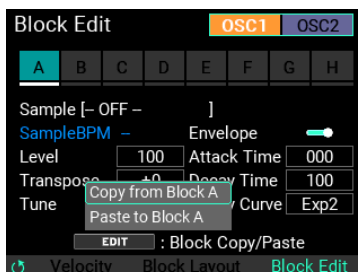 Block Edit OSC1 OSC2
A B C D E F G H
Sample [-- OFF -- ]
SampleBPM -- Envelope
Level 100 Attack Time 000
Transpose +0 Decay Time 100
Copy from Block A
Tune Curve Exp2
Paste to Block A
EDIT : Block Copy/Paste
Velocity Block Layout Block Edit